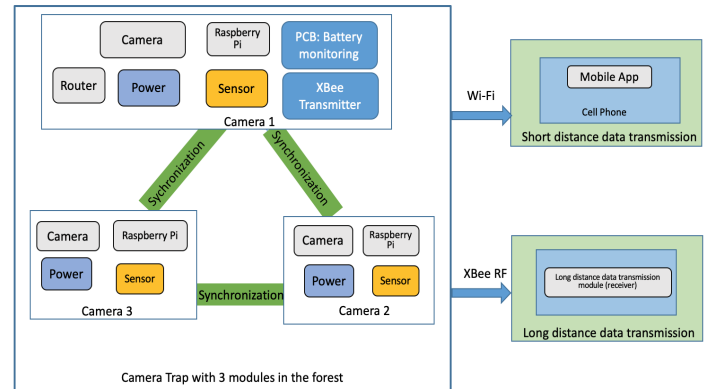 Camera
Raspberry
Pi
PCB: Battery
monitoring
Router
Power
Sensor
XBee
Transmitter
Camera 1
Sychronization
Synchronization
Camera
Raspberry Pi
Power
Sensor
Camera 3
Synchronization
Camera
Raspberry
Pi
Power
Sensor
Camera 2
Camera Trap with 3 modules in the forest
Wi-Fi
Mobile App
Cell Phone
Short distance data transmission
XBee RF
Long distance data transmission
module (receiver)
Long distance data transmission